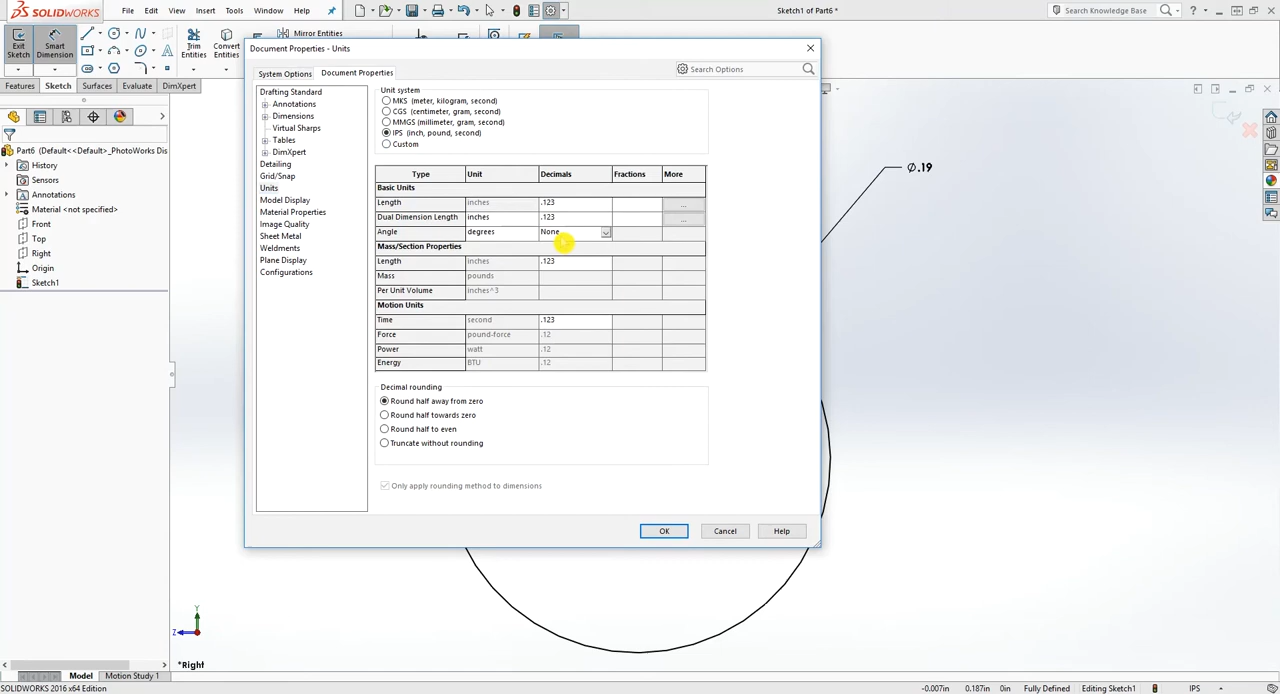 SOLIDWORKS File Edit View Insert Tools Window Help Sketch1 of Part6 * Search Knowledge Base ?
Exit Sketch Smart Dimension Trim Entities Convert Entities Mirror Entities
Features Sketch Surfaces Evaluate DimXpert
Part6 (Default<<Default>_PhotoWorks Dis
History
Sensors
Annotations
Material <not specified>
Front
Top
Right
Origin
Sketch1
Document Properties - Units
System Options Document Properties Search Options
Drafting Standard
Annotations
Dimensions
Virtual Sharps
Tables
DimXpert
Detailing
Grid/Snap
Units
Model Display
Material Properties
Image Quality
Sheet Metal
Weldments
Plane Display
Configurations
Unit system
MKS (meter, kilogram, second)
CGS (centimeter, gram, second)
MMGS (millimeter, gram, second)
IPS (inch, pound, second)
Custom
Type Unit Decimals Fractions More
Basic Units
Length inches .123 ...
Dual Dimension Length inches .123 ...
Angle degrees None
Mass/Section Properties
Length inches .123
Mass pounds
Per Unit Volume inches^3
Motion Units
Time second .123
Force pound-force .12
Power watt .12
Energy BTU .12
Decimal rounding
Round half away from zero
Round half towards zero
Round half to even
Truncate without rounding
Only apply rounding method to dimensions
OK Cancel Help
Ø.19
Y
Z
*Right
Model Motion Study 1
SOLIDWORKS 2016 x64 Edition -0.007in 0.187in 0in Fully Defined Editing Sketch1 IPS